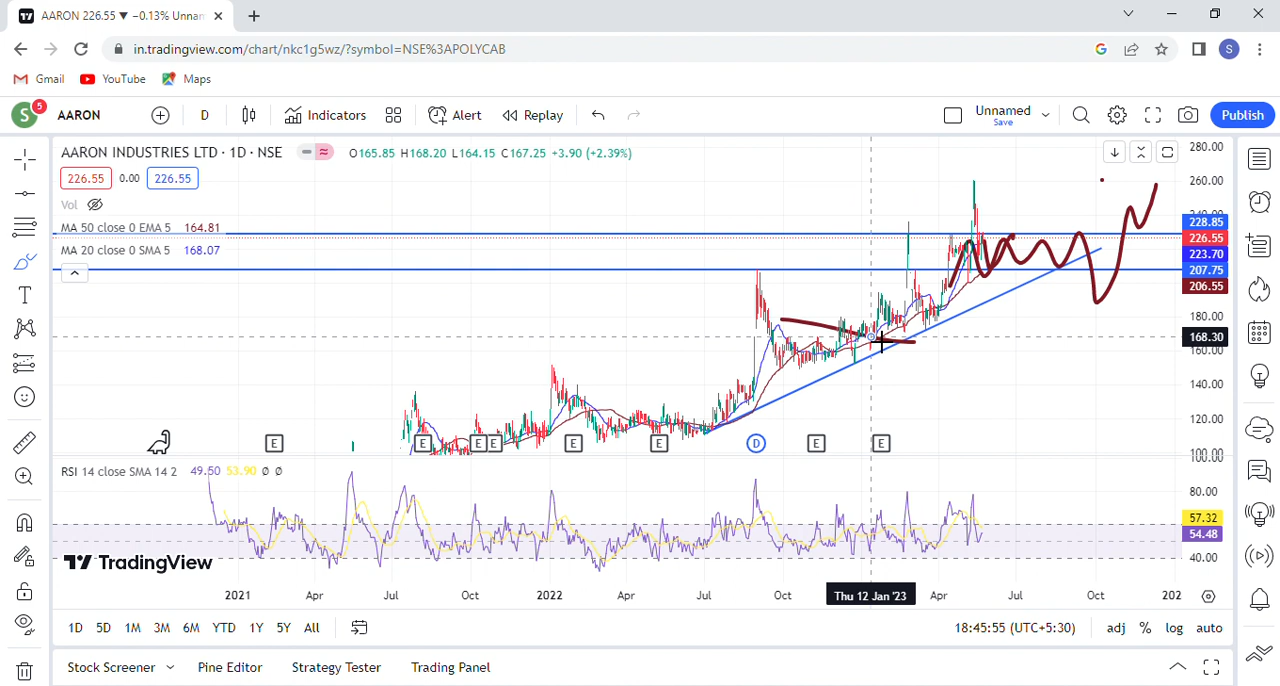 AARON 226.55 ▼ −0.13% Unnam
in.tradingview.com/chart/nkc1g5wz/?symbol=NSE%3APOLYCAB
S
Gmail YouTube Maps
S 5 AARON D Indicators Alert Replay Unnamed Save Publish
AARON INDUSTRIES LTD · 1D · NSE O165.85 H168.20 L164.15 C167.25 +3.90 (+2.39%)
226.55 0.00 226.55
Vol
MA 50 close 0 EMA 5 164.81
MA 20 close 0 SMA 5 168.07
280.00
260.00
240.00
228.85
226.55
223.70
207.75
206.55
180.00
168.30
160.00
140.00
120.00
100.00
E E E E E E D E E
RSI 14 close SMA 14 2 49.50 53.90 Ø Ø
80.00
57.32
54.48
40.00
TradingView
2021 Apr Jul Oct 2022 Apr Jul Oct Thu 12 Jan '23 Apr Jul Oct 202
1D 5D 1M 3M 6M YTD 1Y 5Y All 18:45:55 (UTC+5:30) adj % log auto
Stock Screener Pine Editor Strategy Tester Trading Panel